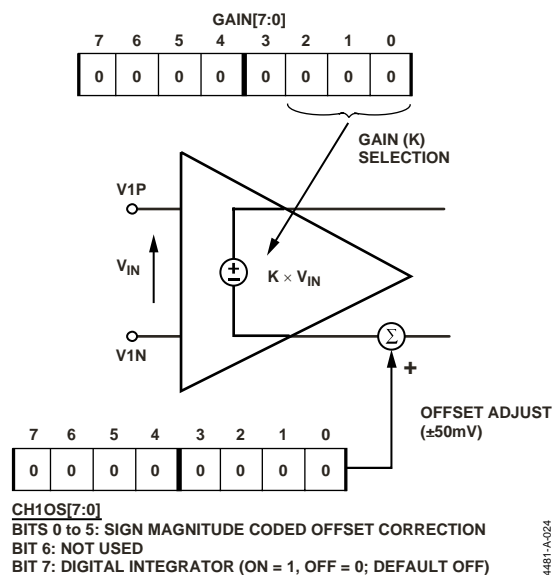 GAIN[7:0]
7 6 5 4 3 2 1 0
0 0 0 0 0 0 0 0
GAIN (K)
SELECTION
V1P
VIN
K × VIN
V1N
Σ
+
OFFSET ADJUST
(±50mV)
7 6 5 4 3 2 1 0
0 0 0 0 0 0 0 0
CH1OS[7:0]
BITS 0 to 5: SIGN MAGNITUDE CODED OFFSET CORRECTION
BIT 6: NOT USED
BIT 7: DIGITAL INTEGRATOR (ON = 1, OFF = 0; DEFAULT OFF)
4481-A-024